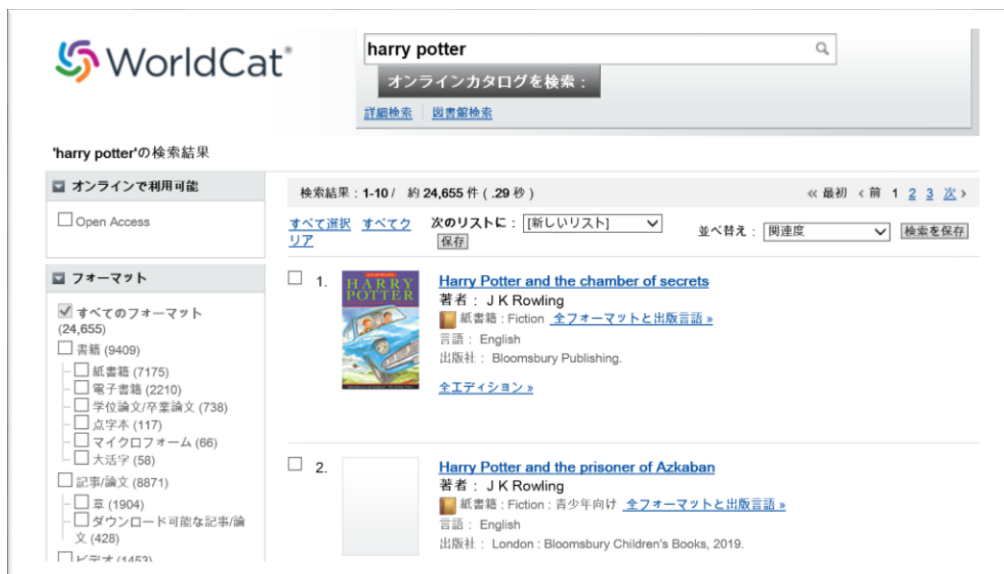 WorldCat®
harry potter
オンラインカタログを検索 :
詳細検索 図書館検索
'harry potter'の検索結果
オンラインで利用可能
Open Access
フォーマット
すべてのフォーマット
(24,655)
書籍 (9409)
紙書籍 (7175)
電子書籍 (2210)
学位論文/卒業論文 (738)
点字本 (117)
マイクロフォーム (66)
大活字 (58)
記事/論文 (8871)
章 (1904)
ダウンロード可能な記事/論
文 (428)
ビデオ (1453)
検索結果 : 1-10 / 約 24,655 件 ( .29 秒 )
« 最初 ‹ 前 1 2 3 次 ›
すべて選択 すべてク
リア
次のリストに : [新しいリスト]
保存
並べ替え : 関連度 検索を保存
1.
HARRY
POTTER
Harry Potter and the chamber of secrets
著者 : J K Rowling
紙書籍 : Fiction 全フォーマットと出版言語 »
言語 : English
出版社 : Bloomsbury Publishing.
全エディション »
2.
Harry Potter and the prisoner of Azkaban
著者 : J K Rowling
紙書籍 : Fiction : 青少年向け 全フォーマットと出版言語 »
言語 : English
出版社 : London : Bloomsbury Children's Books, 2019.